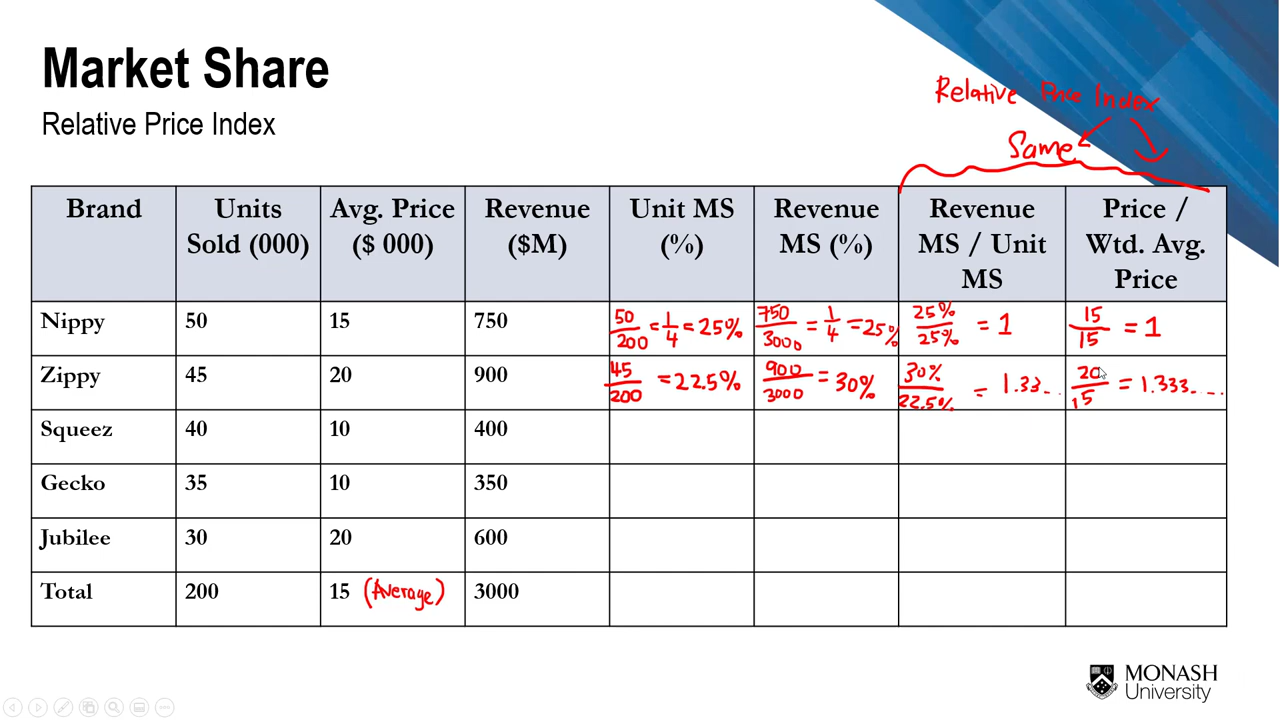 Market Share
Relative Price Index
Relative Price Index
Same
Brand Units Sold (000) Avg. Price ($ 000) Revenue ($M) Unit MS (%) Revenue MS (%) Revenue MS / Unit MS Price / Wtd. Avg. Price
Nippy 50 15 750 50/200 = 1/4 = 25% 750/3000 = 1/4 = 25% 25%/25% = 1 15/15 = 1
Zippy 45 20 900 45/200 = 22.5% 900/3000 = 30% 30%/22.5% = 1.33... 20/15 = 1.333....
Squeez 40 10 400
Gecko 35 10 350
Jubilee 30 20 600
Total 200 15 (Average) 3000
MONASH
University